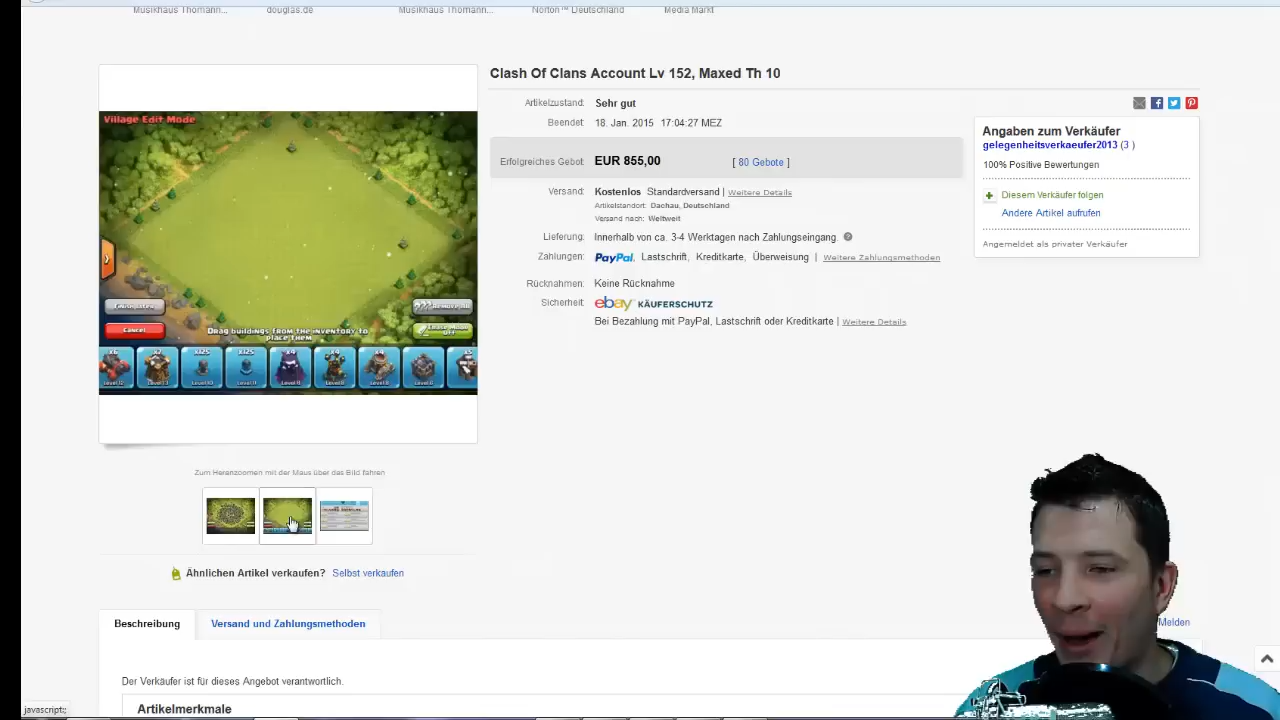 Musikhaus Thomann... douglas.de Musikhaus Thomann... Norton™ Deutschland Media Markt
Clash Of Clans Account Lv 152, Maxed Th 10
Village Edit Mode
Cancel
Remove All
Drag buildings from the inventory to
place them
Artikelzustand: Sehr gut
Beendet: 18. Jan. 2015 17:04:27 MEZ
Erfolgreiches Gebot: EUR 855,00 [ 80 Gebote ]
Versand: Kostenlos Standardversand | Weitere Details
Artikelstandort: Dachau, Deutschland
Versand nach: Weltweit
Lieferung: Innerhalb von ca. 3-4 Werktagen nach Zahlungseingang.
Zahlungen: PayPal, Lastschrift, Kreditkarte, Überweisung | Weitere Zahlungsmethoden
Rücknahmen: Keine Rücknahme
Sicherheit: ebay KÄUFERSCHUTZ
Bei Bezahlung mit PayPal, Lastschrift oder Kreditkarte | Weitere Details
Angaben zum Verkäufer
gelegenheitsverkaeufer2013 (3 )
100% Positive Bewertungen
Diesem Verkäufer folgen
Andere Artikel aufrufen
Angemeldet als privater Verkäufer
Zum Heranzoomen mit der Maus über das Bild fahren
Ähnlichen Artikel verkaufen? Selbst verkaufen
Beschreibung Versand und Zahlungsmethoden
Melden
Der Verkäufer ist für dieses Angebot verantwortlich.
Artikelmerkmale
javascript:;